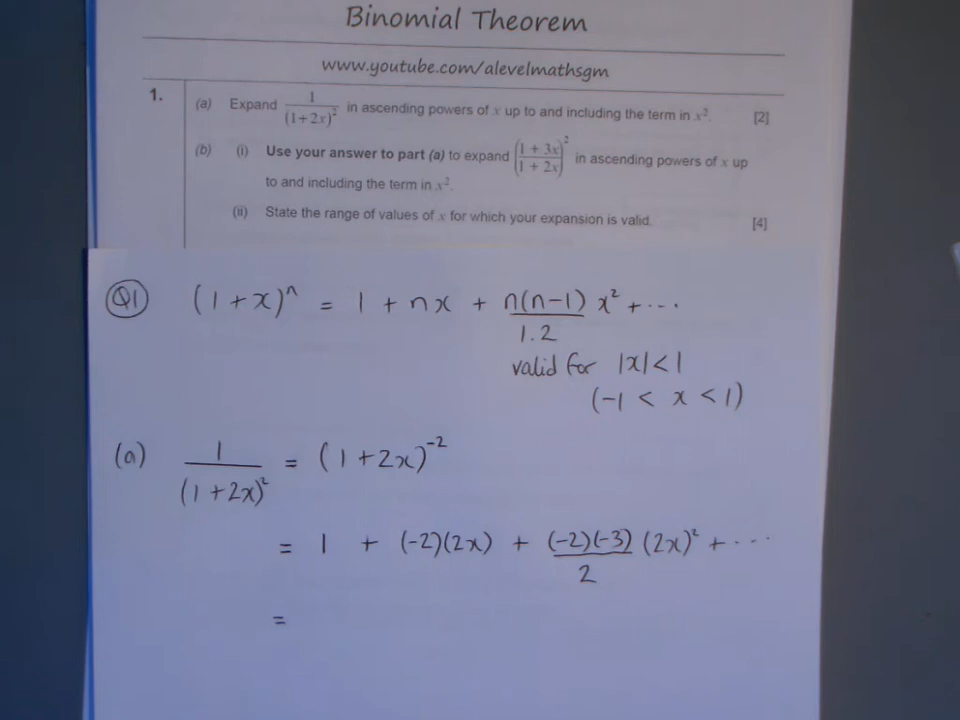 Binomial Theorem
www.youtube.com/alevelmathsgm
1. (a) Expand 1/(1+2x)² in ascending powers of x up to and including the term in x². [2]
(b) (i) Use your answer to part (a) to expand ((1 + 3x)/(1 + 2x))² in ascending powers of x up
to and including the term in x².
(ii) State the range of values of x for which your expansion is valid. [4]
Q1 (1+x)ⁿ = 1 + nx + n(n-1)/1.2 x² + ...
valid for |x| < 1
(-1 < x < 1)
(a) 1/(1+2x)² = (1+2x)⁻²
= 1 + (-2)(2x) + (-2)(-3)/2 (2x)² + ...
=